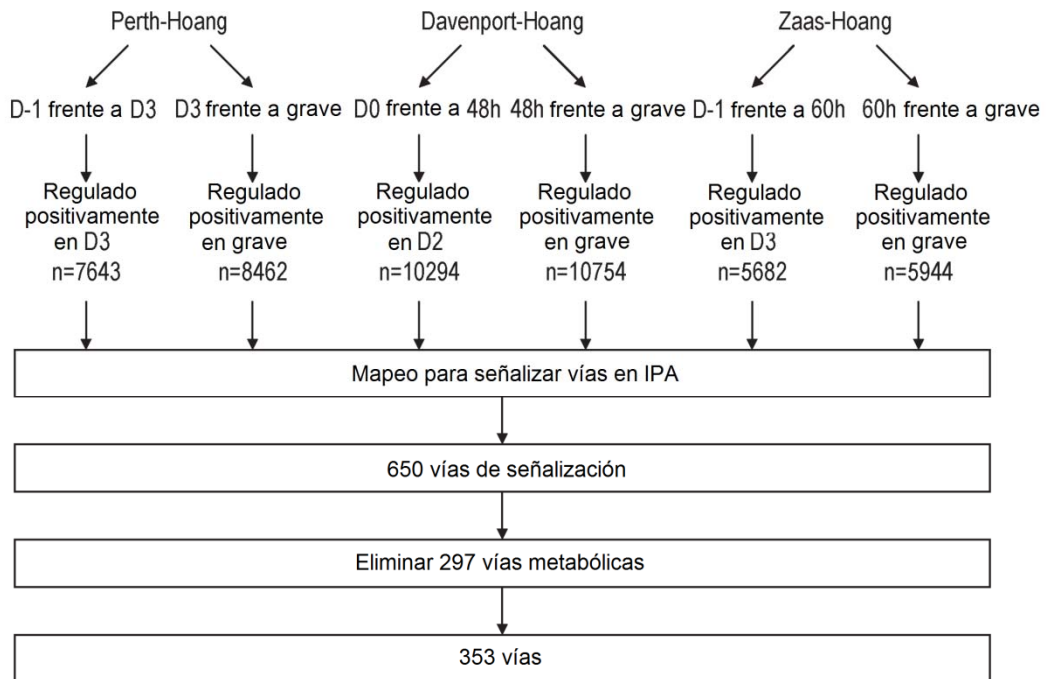 Perth-Hoang Davenport-Hoang Zaas-Hoang
D-1 frente a D3 D3 frente a grave D0 frente a 48h 48h frente a grave D-1 frente a 60h 60h frente a grave
Regulado
positivamente
en D3
n=7643
Regulado
positivamente
en grave
n=8462
Regulado
positivamente
en D2
n=10294
Regulado
positivamente
en grave
n=10754
Regulado
positivamente
en D3
n=5682
Regulado
positivamente
en grave
n=5944
Mapeo para señalizar vías en IPA
650 vías de señalización
Eliminar 297 vías metabólicas
353 vías